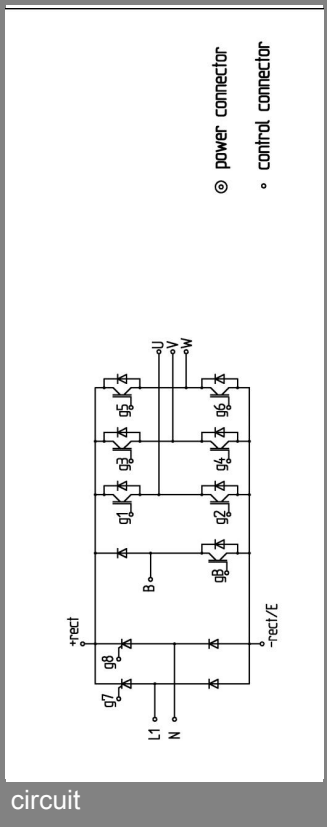 ◎ power connector
∘ control connector
+rect
-rect/E
g7
g8
L1
N
B
gB
g1
g2
g3
g4
g5
g6
U
V
W
circuit